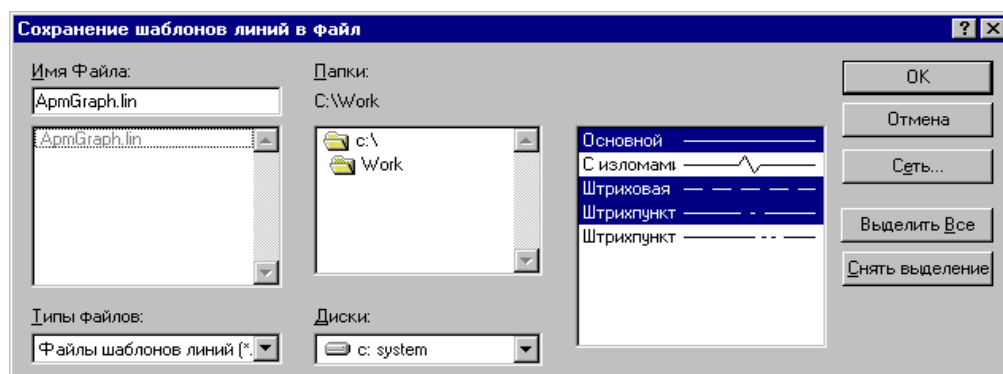 Сохранение шаблонов линий в файл
Имя Файла:
ApmGraph.lin
ApmGraph.lin
Папки:
C:\Work
c:\
Work
Основной
С изломами
Штриховая
Штрихпункт
Штрихпункт
OK
Отмена
Сеть...
Выделить Все
Снять выделение
Типы файлов:
Файлы шаблонов линий (*.
Диски:
c: system